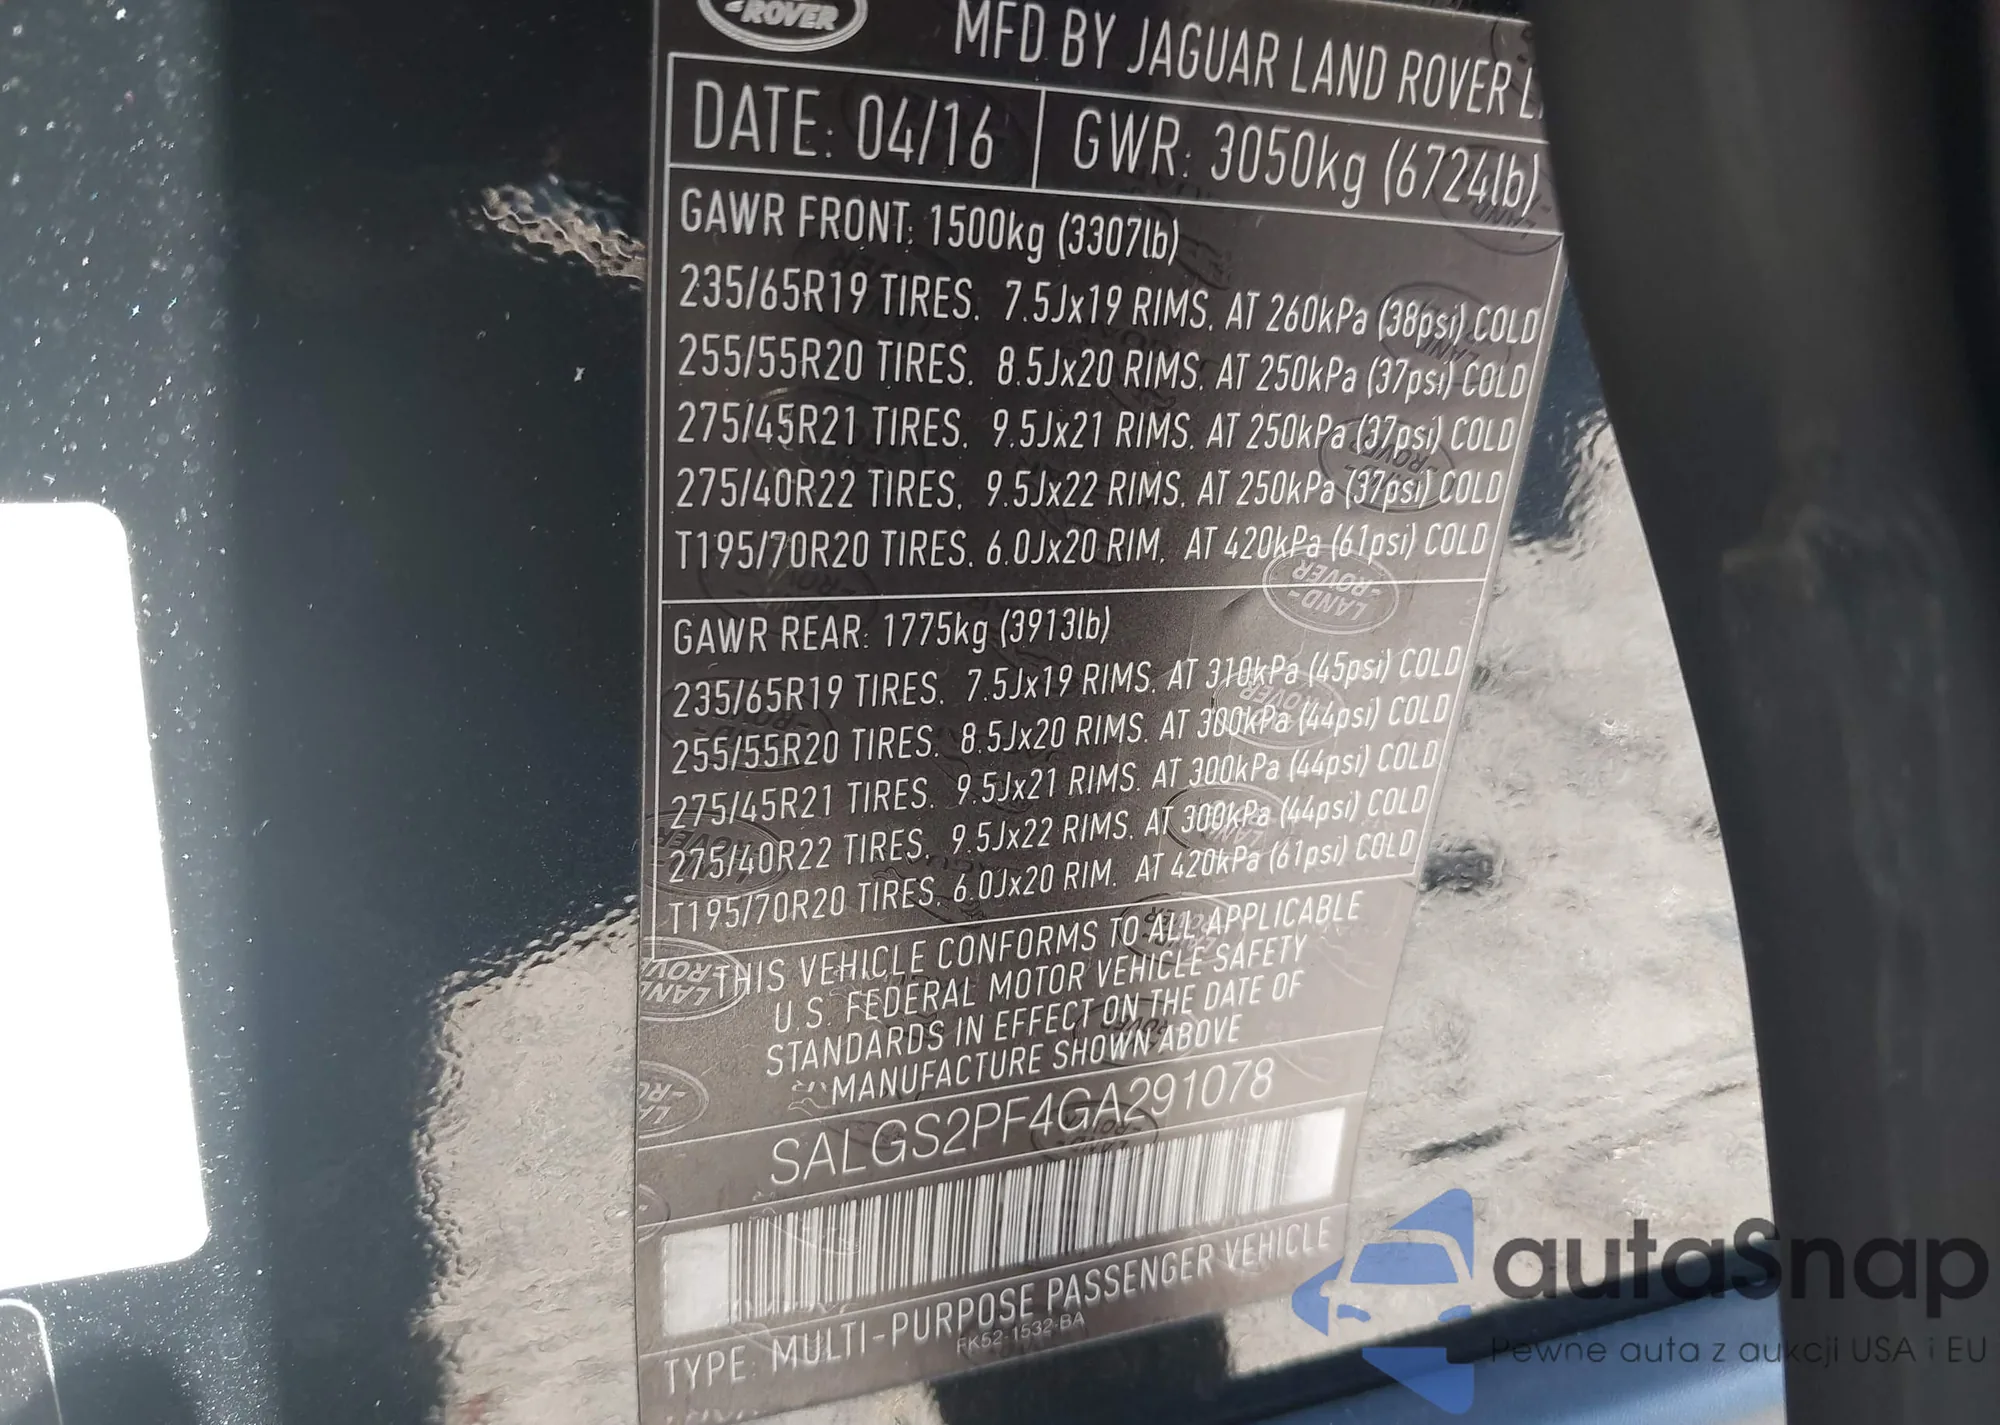 -ROVER
MFD BY JAGUAR LAND ROVER L
DATE: 04/16 GWR: 3050kg (6724lb)
GAWR FRONT: 1500kg (3307lb)
235/65R19 TIRES. 7.5Jx19 RIMS. AT 260kPa (38psi) COLD
255/55R20 TIRES. 8.5Jx20 RIMS. AT 250kPa (37psi) COLD
275/45R21 TIRES. 9.5Jx21 RIMS. AT 250kPa (37psi) COLD
275/40R22 TIRES. 9.5Jx22 RIMS. AT 250kPa (37psi) COLD
T195/70R20 TIRES. 6.0Jx20 RIM. AT 420kPa (61psi) COLD
GAWR REAR: 1775kg (3913lb)
235/65R19 TIRES. 7.5Jx19 RIMS. AT 310kPa (45psi) COLD
255/55R20 TIRES. 8.5Jx20 RIMS. AT 300kPa (44psi) COLD
275/45R21 TIRES. 9.5Jx21 RIMS. AT 300kPa (44psi) COLD
275/40R22 TIRES. 9.5Jx22 RIMS. AT 300kPa (44psi) COLD
T195/70R20 TIRES. 6.0Jx20 RIM. AT 420kPa (61psi) COLD
THIS VEHICLE CONFORMS TO ALL APPLICABLE
U.S. FEDERAL MOTOR VEHICLE SAFETY
STANDARDS IN EFFECT ON THE DATE OF
MANUFACTURE SHOWN ABOVE
SALGS2PF4GA291078
TYPE: MULTI-PURPOSE PASSENGER VEHICLE
FK52-1532-BA
autaSnap
Pewne auta z aukcji USA i EU